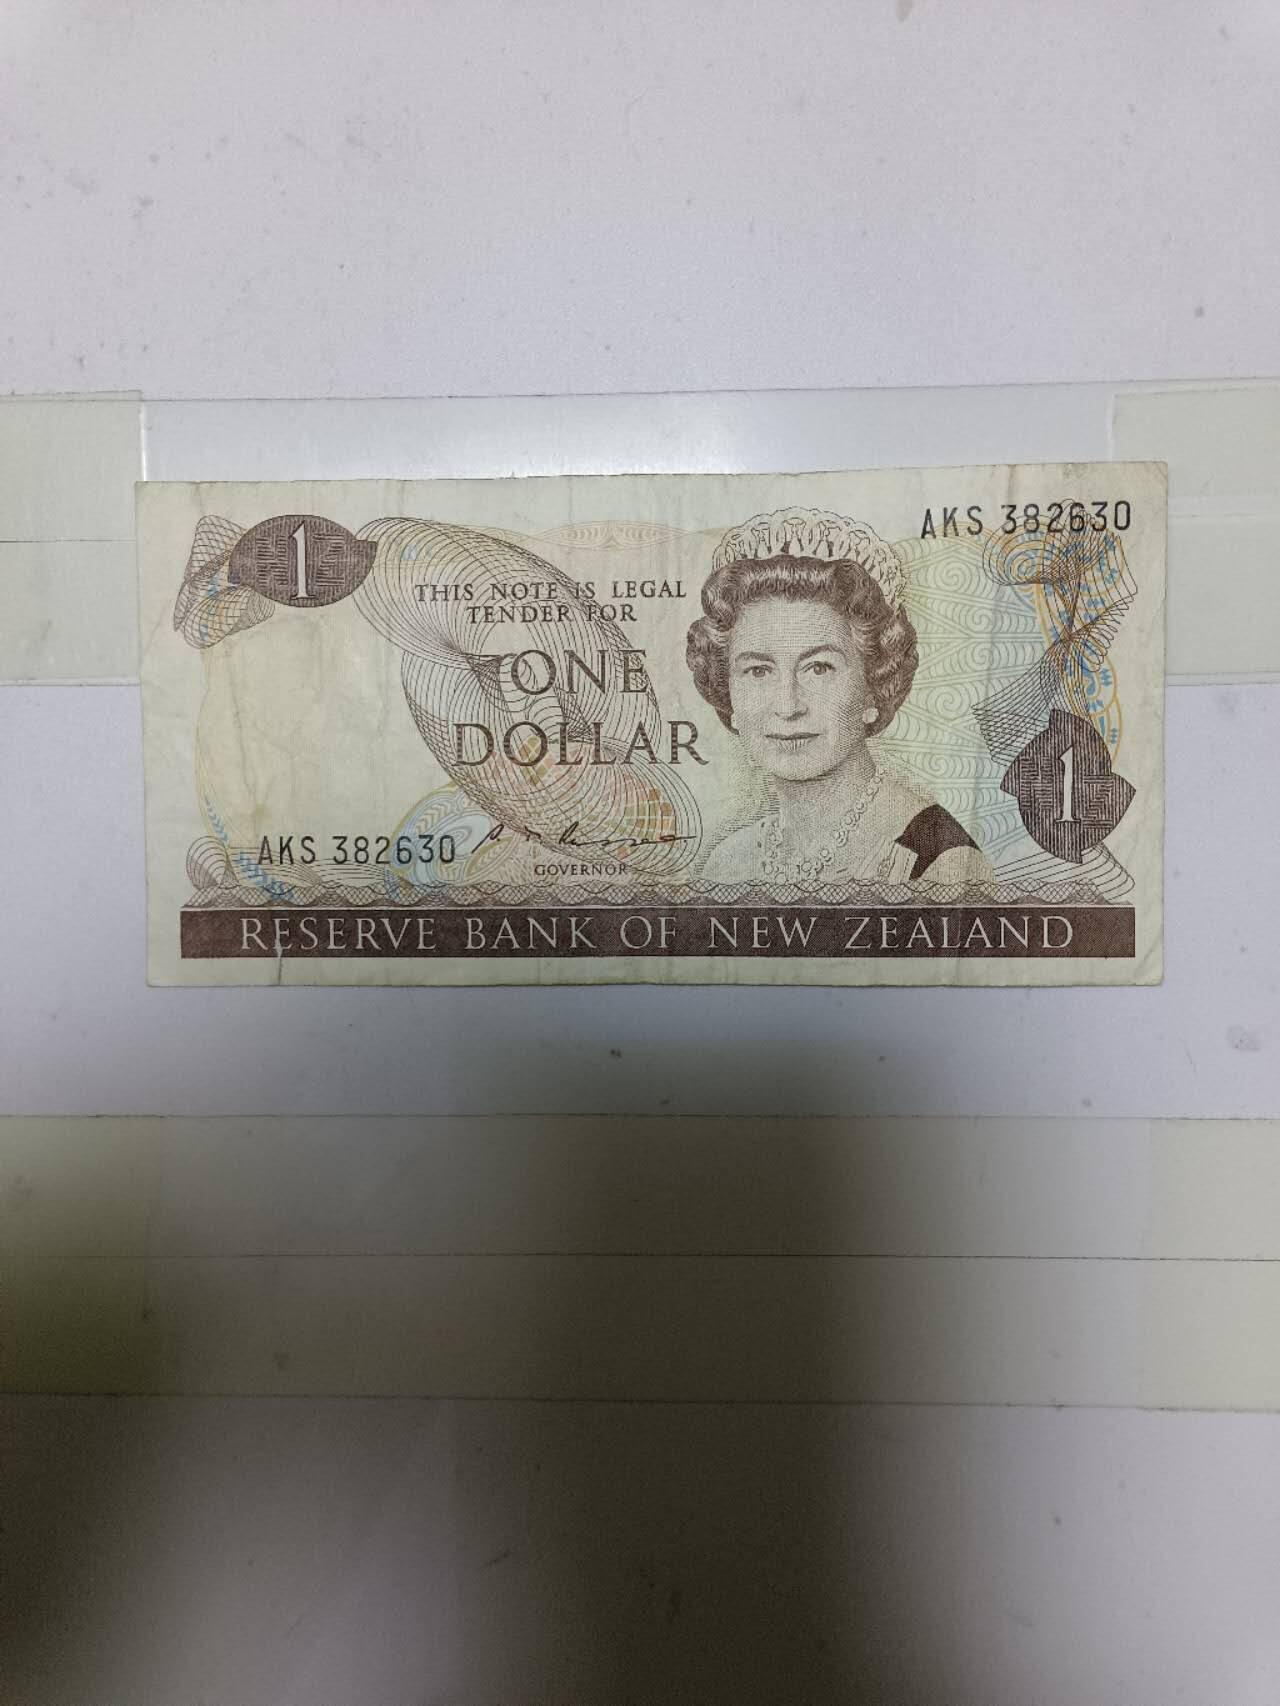 1
AKS 382630
THIS NOTE IS LEGAL
TENDER FOR
ONE
DOLLAR
1
AKS 382630
GOVERNOR
RESERVE BANK OF NEW ZEALAND